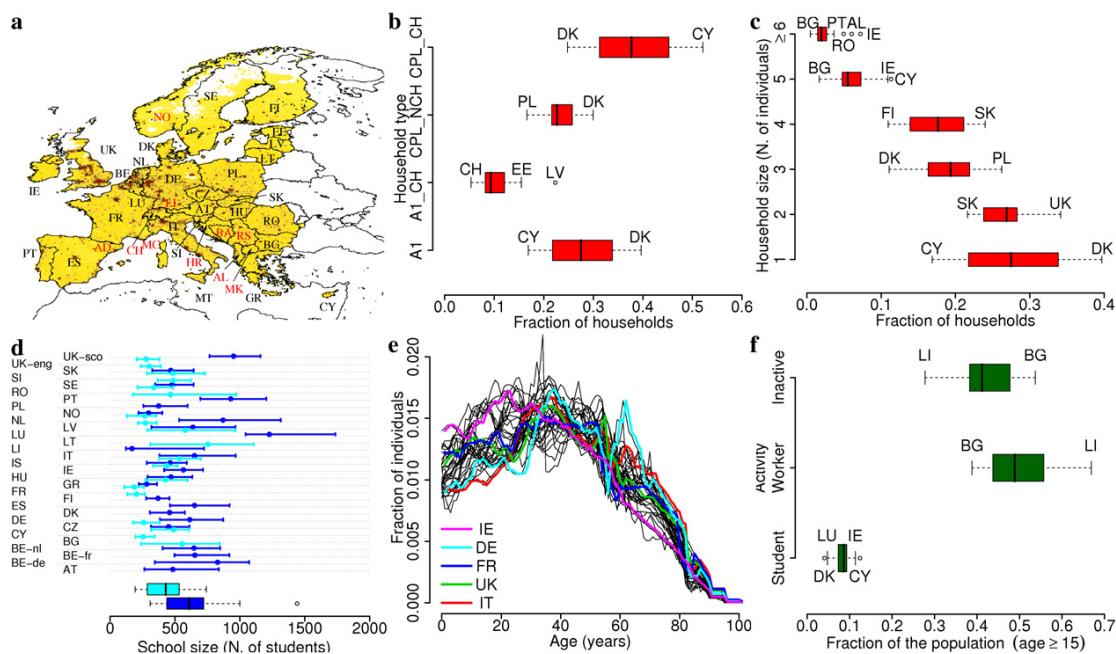 a
NO
SE
FI
EE
LV
LT
UK
DK
NL
IE
BE
DE
PL
LU
CZ
SK
FR
LI
AT
HU
RO
IT
BA
RS
BG
AD
MC
CH
PT
ES
SI
HR
AL
MK
MT
GR
CY
b
Household type
A1 A1_CH CPL_NCH CPL_CH
DK CY
PL DK
CH EE LV
CY DK
0.0 0.1 0.2 0.3 0.4 0.5 0.6
Fraction of households
c
Household size (N. of individuals)
1 2 3 4 5 ≥ 6
BG PTAL IE
RO
BG IE
CY
FI SK
DK PL
SK UK
CY DK
0.0 0.1 0.2 0.3 0.4
Fraction of households
d
UK-sco
UK-eng
SK
SI
SE
RO
PT
PL
NO
NL
LV
LU
LT
LI
IT
IS
IE
HU
GR
FR
FI
ES
DK
DE
CZ
CY
BG
BE-nl
BE-fr
BE-de
AT
0 500 1000 1500 2000
School size (N. of students)
e
Fraction of individuals
0.000 0.005 0.010 0.015 0.020
IE
DE
FR
UK
IT
0 20 40 60 80 100
Age (years)
f
Activity
Student Worker Inactive
LI BG
BG LI
LU IE
DK CY
0.0 0.1 0.2 0.3 0.4 0.5 0.6 0.7
Fraction of the population (age ≥ 15)